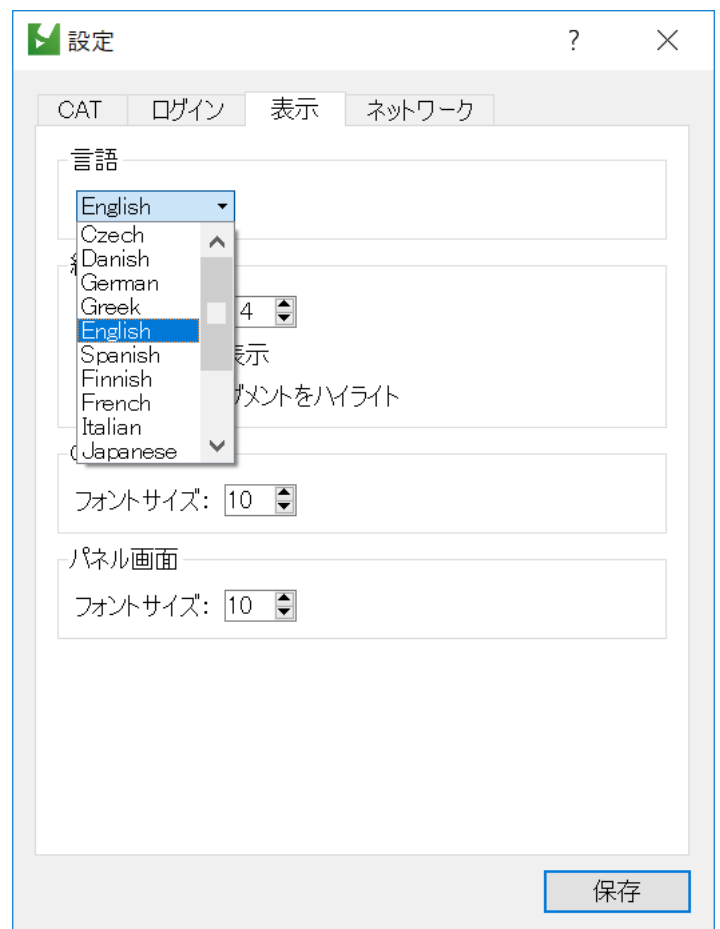 設定
?
CAT ログイン 表示 ネットワーク
言語
English
Czech
Danish
German
Greek
4
English
Spanish
表示
Finnish
French
グメントをハイライト
Italian
Japanese
フォントサイズ: 10
パネル画面
フォントサイズ: 10
保存